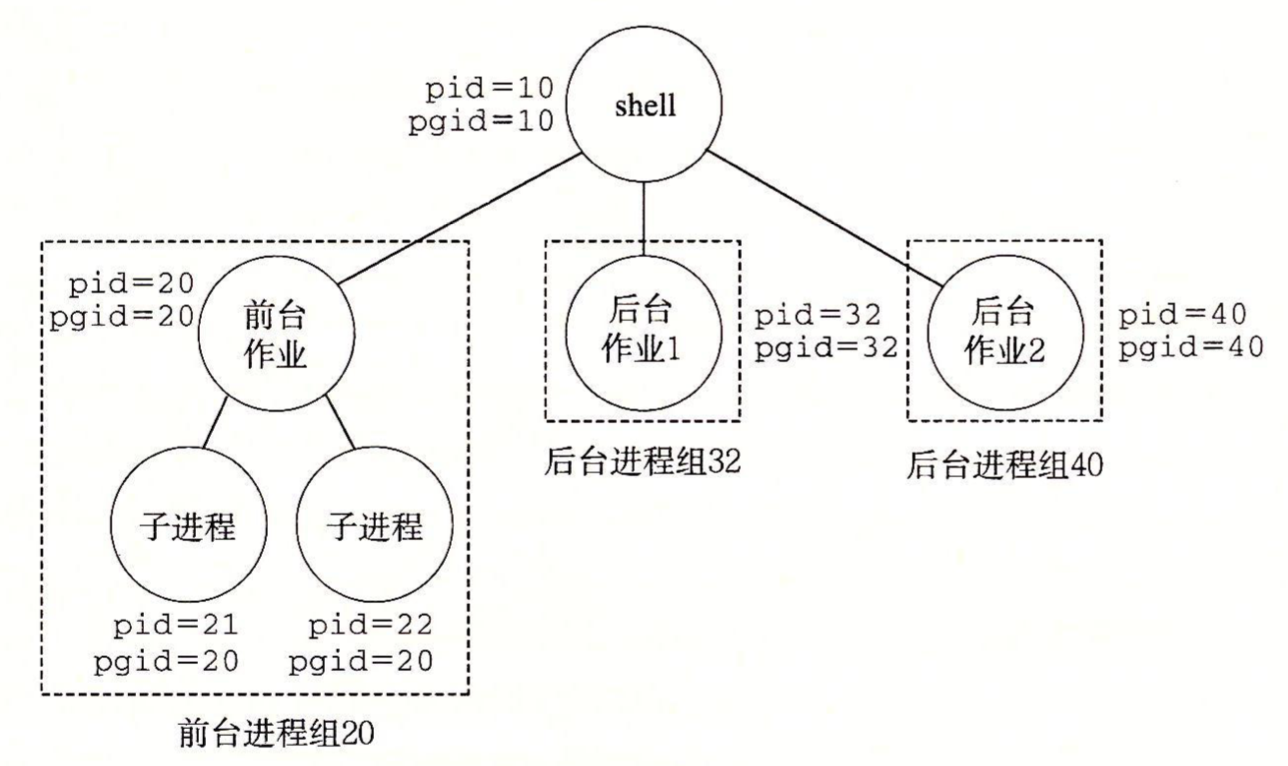 pid=10
pgid=10
shell
pid=20
pgid=20
前台
作业
后台
作业1
pid=32
pgid=32
后台
作业2
pid=40
pgid=40
后台进程组32
后台进程组40
子进程
子进程
pid=21
pgid=20
pid=22
pgid=20
前台进程组20